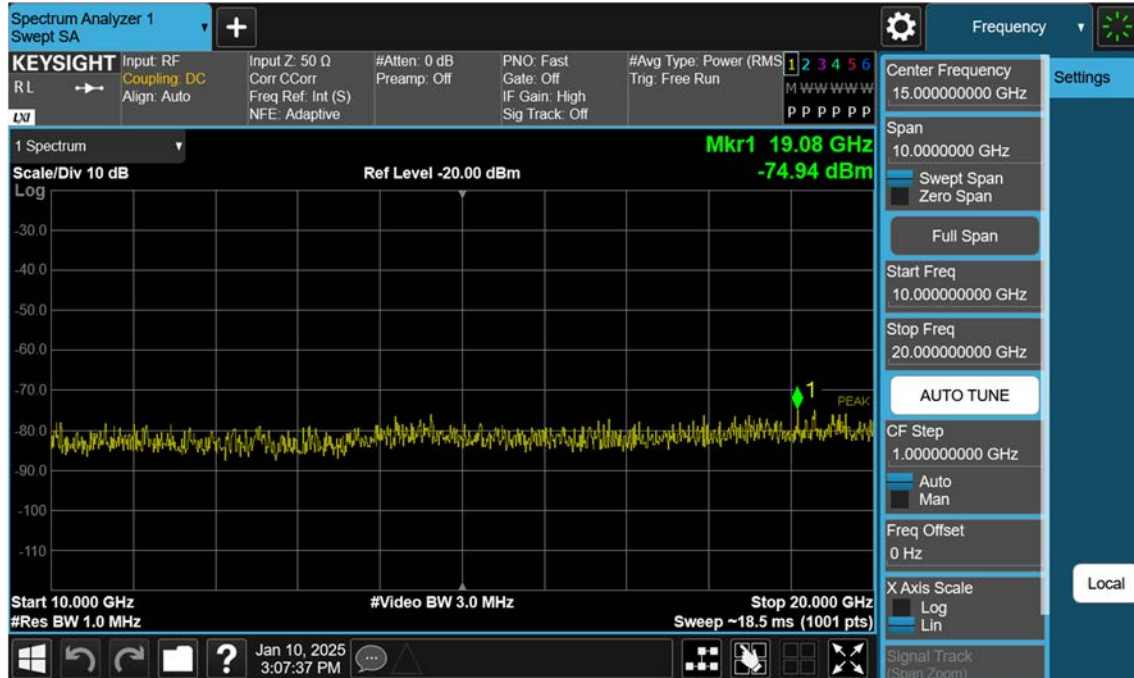 Spectrum Analyzer 1
Swept SA
Frequency
KEYSIGHT
RL
LXI
Input: RF
Coupling: DC
Align: Auto
Input Z: 50 Ω
Corr CCorr
Freq Ref: Int (S)
NFE: Adaptive
#Atten: 0 dB
Preamp: Off
PNO: Fast
Gate: Off
IF Gain: High
Sig Track: Off
#Avg Type: Power (RMS
Trig: Free Run
1 2 3 4 5 6
M W W W W W
P P P P P P
1 Spectrum
Mkr1 19.08 GHz
-74.94 dBm
Scale/Div 10 dB
Ref Level -20.00 dBm
Log
-30.0
-40.0
-50.0
-60.0
-70.0
-80.0
-90.0
-100
-110
1
PEAK
Start 10.000 GHz
#Video BW 3.0 MHz
Stop 20.000 GHz
#Res BW 1.0 MHz
Sweep ~18.5 ms (1001 pts)
Center Frequency
15.000000000 GHz
Settings
Span
10.0000000 GHz
Swept Span
Zero Span
Full Span
Start Freq
10.000000000 GHz
Stop Freq
20.000000000 GHz
AUTO TUNE
CF Step
1.000000000 GHz
Auto
Man
Freq Offset
0 Hz
X Axis Scale
Log
Lin
Local
Signal Track
(Span Zoom)
?
Jan 10, 2025
3:07:37 PM